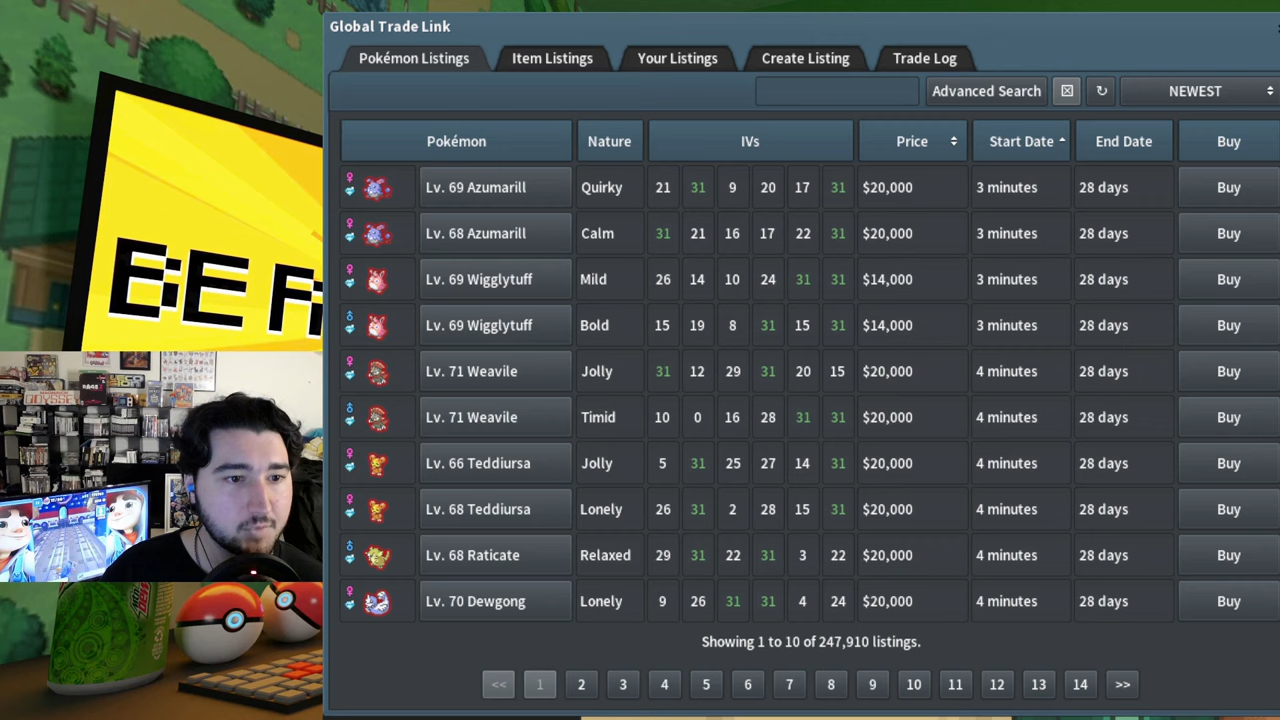 Global Trade Link
Pokémon Listings Item Listings Your Listings Create Listing Trade Log
Advanced Search ↻ NEWEST
Pokémon Nature IVs Price Start Date End Date Buy
Lv. 69 Azumarill Quirky 21 31 9 20 17 31 $20,000 3 minutes 28 days Buy
Lv. 68 Azumarill Calm 31 21 16 17 22 31 $20,000 3 minutes 28 days Buy
Lv. 69 Wigglytuff Mild 26 14 10 24 31 31 $14,000 3 minutes 28 days Buy
Lv. 69 Wigglytuff Bold 15 19 8 31 15 31 $14,000 3 minutes 28 days Buy
Lv. 71 Weavile Jolly 31 12 29 31 20 15 $20,000 4 minutes 28 days Buy
Lv. 71 Weavile Timid 10 0 16 28 31 31 $20,000 4 minutes 28 days Buy
Lv. 66 Teddiursa Jolly 5 31 25 27 14 31 $20,000 4 minutes 28 days Buy
Lv. 68 Teddiursa Lonely 26 31 2 28 15 31 $20,000 4 minutes 28 days Buy
Lv. 68 Raticate Relaxed 29 31 22 31 3 22 $20,000 4 minutes 28 days Buy
Lv. 70 Dewgong Lonely 9 26 31 31 4 24 $20,000 4 minutes 28 days Buy
Showing 1 to 10 of 247,910 listings.
<< 1 2 3 4 5 6 7 8 9 10 11 12 13 14 >>
BE